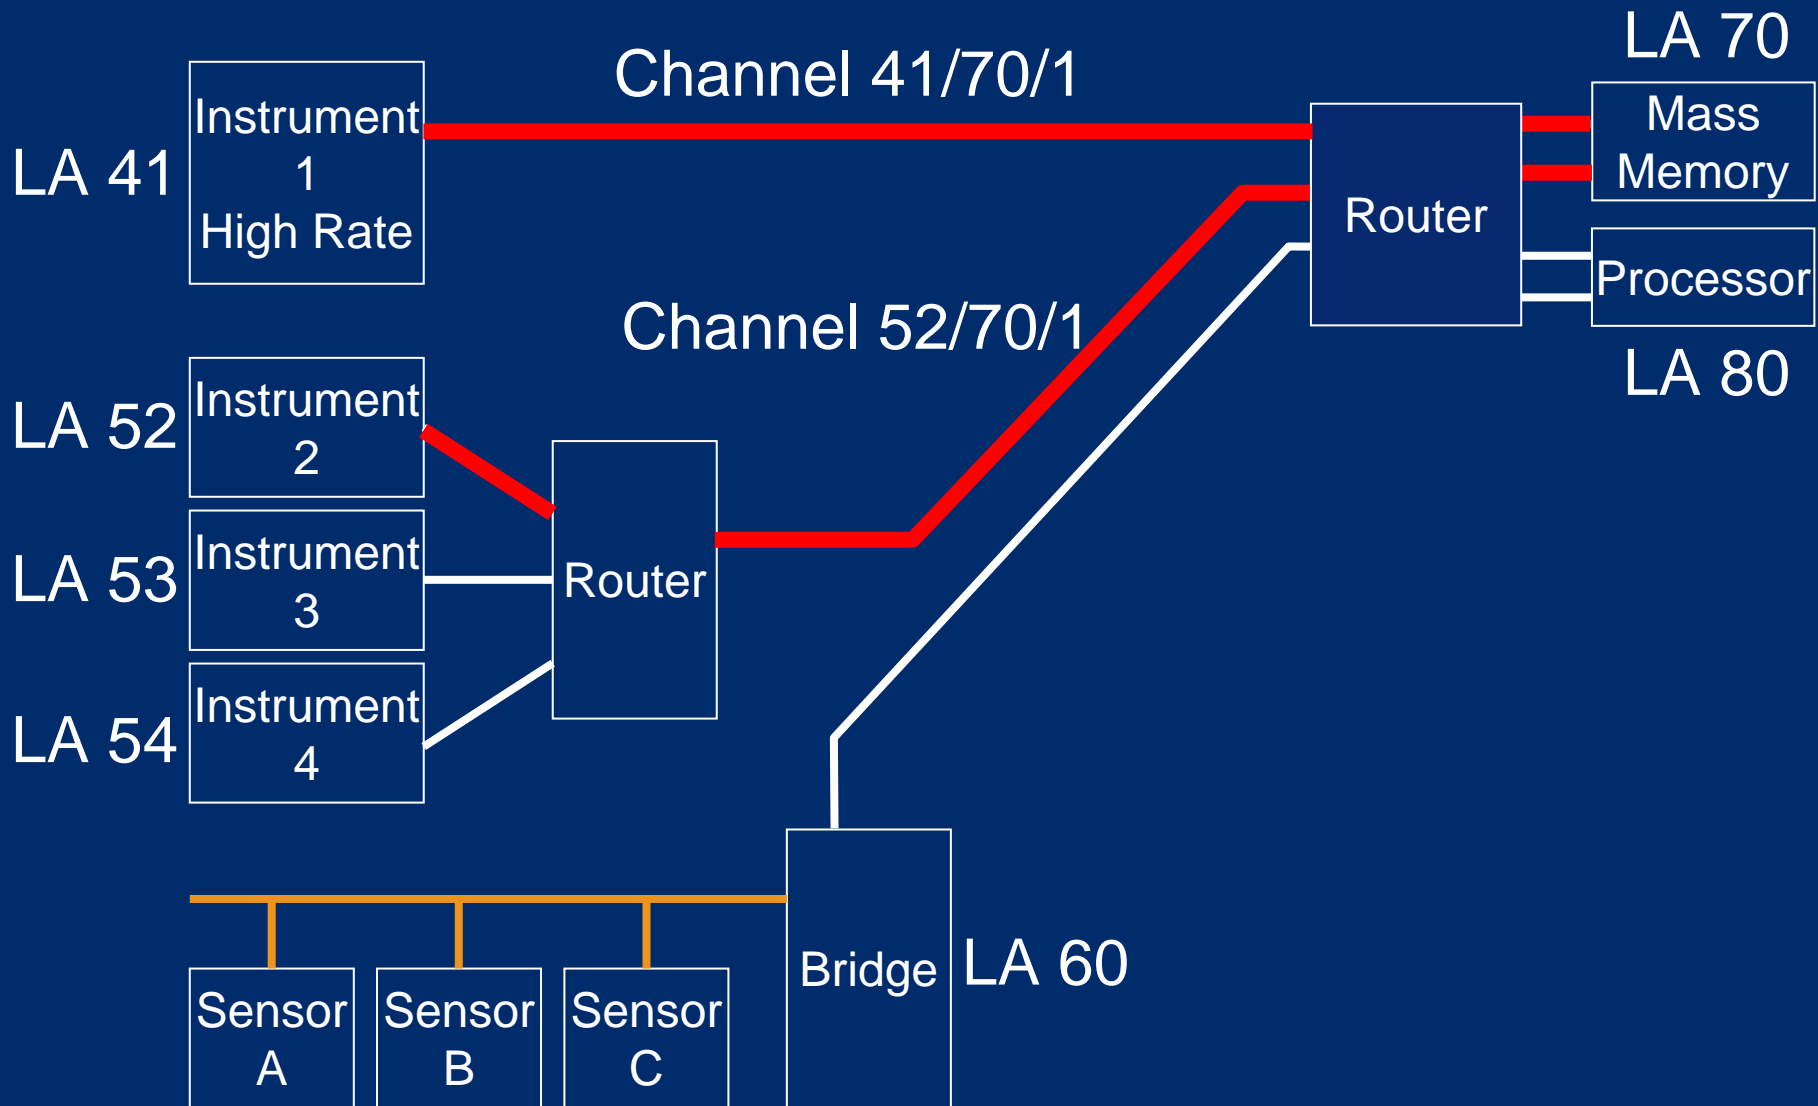 LA 70
Channel 41/70/1
Instrument
1
High Rate
LA 41
Mass
Memory
Router
Processor
LA 80
Channel 52/70/1
LA 52
Instrument
2
LA 53
Instrument
3
Router
LA 54
Instrument
4
Bridge
LA 60
Sensor
A
Sensor
B
Sensor
C